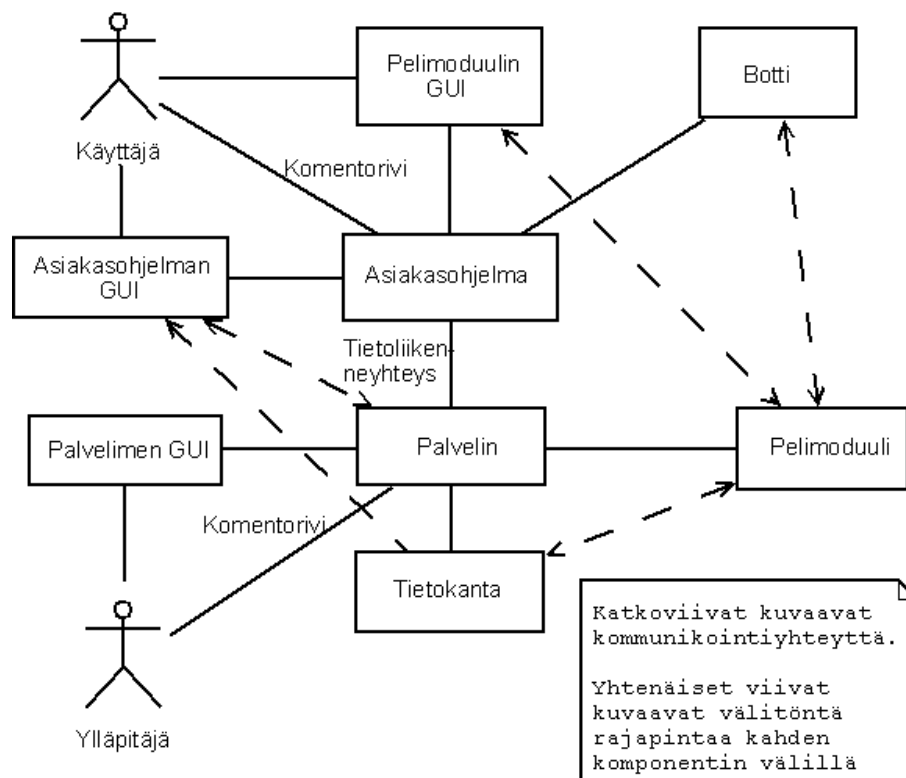 Pelimoduulin
GUI
Botti
Käyttäjä
Komentorivi
Asiakasohjelman
GUI
Asiakasohjelma
Tietoliiken-
neyhteys
Palvelimen GUI
Palvelin
Pelimoduuli
Komentorivi
Tietokanta
Ylläpitäjä
Katkoviivat kuvaavat
kommunikointiyhteyttä.
Yhtenäiset viivat
kuvaavat välitöntä
rajapintaa kahden
komponentin välillä